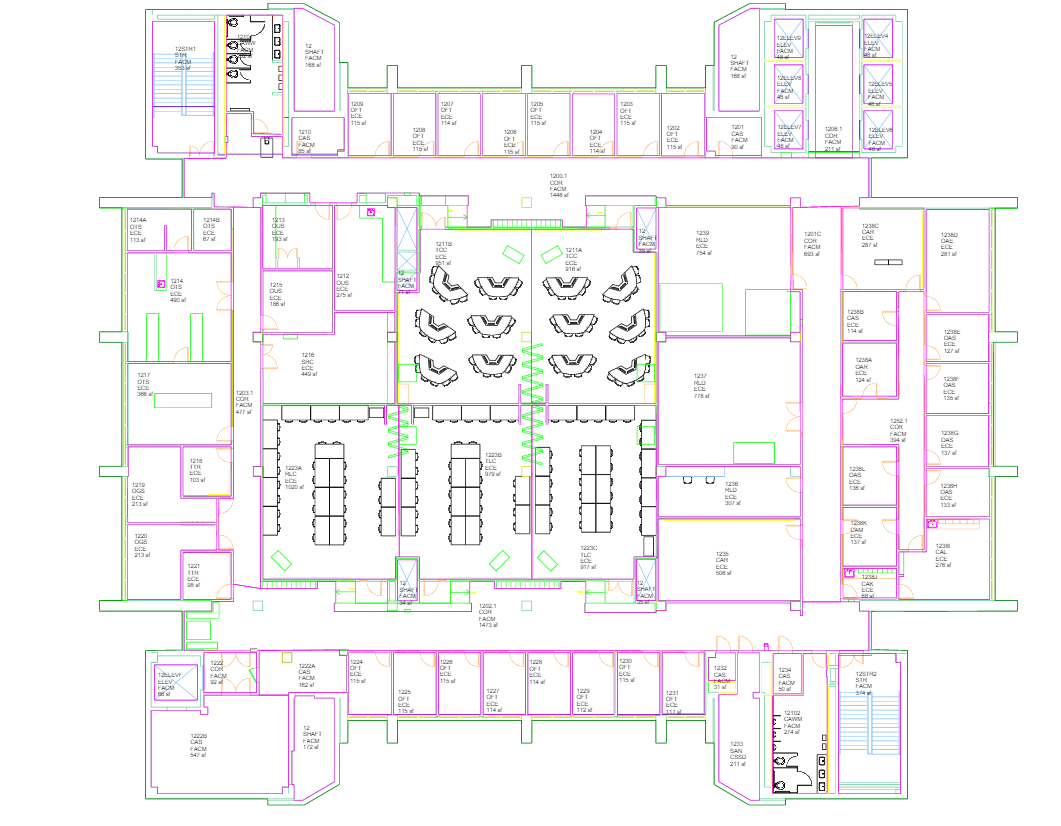 12STR1
STR
FACM
353 sf
CAWM
12
SHAFT
FACM
168 sf
12
SHAFT
FACM
168 sf
12ELEV9
ELEV
FACM
48 sf
12ELEV4
ELEV
FACM
48 sf
12ELEV8
ELEV
FACM
48 sf
12ELEV5
ELEV
FACM
48 sf
12ELEV7
ELEV
FACM
48 sf
1206.1
COR
FACM
211 sf
12ELEV6
ELEV
FACM
48 sf
1210
CAS
FACM
85 sf
1209
OFT
ECE
115 sf
1208
OFT
ECE
115 sf
1207
OFT
ECE
114 sf
1206
OFT
ECE
115 sf
1205
OFT
ECE
115 sf
1204
OFT
ECE
114 sf
1203
OFT
ECE
115 sf
1202
OFT
ECE
115 sf
1201
CAS
FACM
90 sf
1200.1
COR
FACM
1446 sf
1214A
OTS
ECE
113 sf
1214B
OTS
ECE
67 sf
1213
OUS
ECE
193 sf
1214
OTS
ECE
490 sf
1215
OUS
ECE
186 sf
1212
OUS
ECE
275 sf
12
SHAFT
FACM
1211B
TCC
ECE
951 sf
1211A
TCC
ECE
916 sf
12
SHAFT
FACM
1239
RLD
ECE
754 sf
1201C
COR
FACM
693 sf
1238C
OAR
ECE
287 sf
1238D
OAE
ECE
281 sf
1238B
CAS
ECE
114 sf
1238E
OAS
ECE
127 sf
1238A
OAR
ECE
124 sf
1238F
OAS
ECE
135 sf
1216
SRC
ECE
449 sf
1217
OTS
ECE
388 sf
1203.1
COR
FACM
477 sf
1237
RLD
ECE
778 sf
1252.1
COR
FACM
394 sf
1238G
OAS
ECE
137 sf
1218
TTR
ECE
103 sf
1219
OGS
ECE
213 sf
1223A
RLC
ECE
1020 sf
1223B
TLC
ECE
979 sf
1236
RLD
ECE
307 sf
1238L
OAS
ECE
138 sf
1238H
OAS
ECE
133 sf
1220
OGS
ECE
213 sf
1221
TTR
ECE
98 sf
1223C
TLC
ECE
917 sf
1235
CAR
ECE
508 sf
1238K
CAM
ECE
137 sf
1238I
CAL
ECE
276 sf
1238J
CAK
ECE
68 sf
12
SHAFT
FACM
34 sf
12
SHAFT
FACM
35 sf
1202.1
COR
FACM
1473 sf
12ELEVF
ELEV
FACM
1222
COR
FACM
92 sf
1222A
CAS
FACM
162 sf
1224
OFT
ECE
115 sf
1225
OFT
ECE
115 sf
1226
OFT
ECE
115 sf
1227
OFT
ECE
114 sf
1228
OFT
ECE
114 sf
1229
OFT
ECE
112 sf
1230
OFT
ECE
115 sf
1231
OFT
ECE
111 sf
1232
CAS
FACM
31 sf
1234
CAS
FACM
50 sf
12STR2
STR
FACM
374 sf
1222B
CAS
FACM
547 sf
12
SHAFT
FACM
172 sf
1233
SAN
CSSD
211 sf
12T02
CAWM
FACM
274 sf